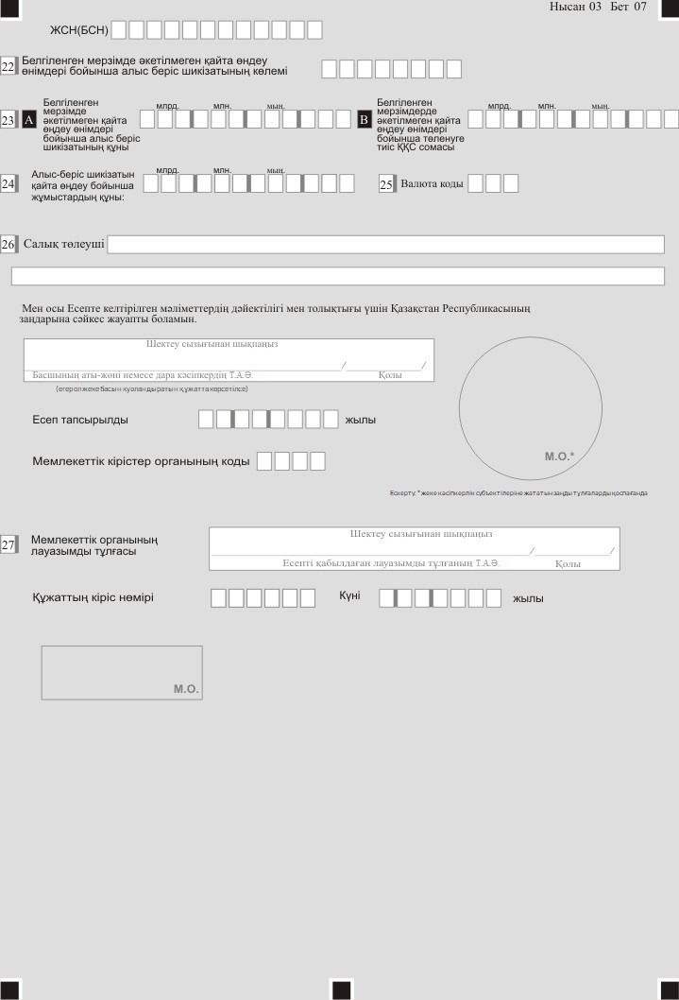 Нысан 03 Бет 07
ЖСН(БСН)
22 Белгіленген мерзімде әкетілмеген қайта өңдеу
өнімдері бойынша алыс беріс шикізатының көлемі
23 A Белгіленген
мерзімде
әкетілмеген қайта
өңдеу өнімдері
бойынша алыс беріс
шикізатының құны
млрд. млн. мың.
B Белгіленген
мерзімдерде
әкетілмеген қайта
өңдеу өнімдері
бойынша төленуге
тиіс ҚҚС сомасы
млрд. млн. мың.
24 Алыс-беріс шикізатын
қайта өңдеу бойынша
жұмыстардың құны:
млрд. млн. мың.
25 Валюта коды
26 Салық төлеуші
Мен осы Есепте келтірілген мәліметтердің дәйектілігі мен толықтығы үшін Қазақстан Республикасының
заңдарына сәйкес жауапты боламын.
Шектеу сызығынан шықпаңыз
/ /
Басшының аты-жөні немесе дара кәсіпкердің Т.А.Ә. Қолы
(егер ол жеке басын куәландыратын құжатта көрсетілсе)
Есеп тапсырылды жылы
Мемлекеттік кірістер органының коды
М.О.*
Ескерту: *жеке кәсіпкерлік субъектілеріне жататын заңды тұлғаларды қоспағанда
27 Мемлекеттік органының
лауазымды тұлғасы
Шектеу сызығынан шықпаңыз
/ /
Есепті қабылдаған лауазымды тұлғаның Т.А.Ә. Қолы
Құжаттың кіріс нөмірі Күні жылы
М.О.